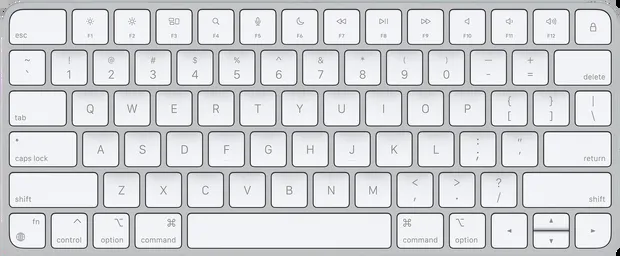 esc F1 F2 F3 F4 F5 F6 F7 F8 F9 F10 F11 F12
~ ! @ # $ % ^ & * ( ) _ +
` 1 2 3 4 5 6 7 8 9 0 - = delete
tab Q W E R T Y U I O P { [ } ] | \
caps lock A S D F G H J K L : ; " ' return
shift Z X C V B N M < , > . ? / shift
fn ^ control ⌥ option ⌘ command ⌘ command ⌥ option ◄ ▲ ▼ ►